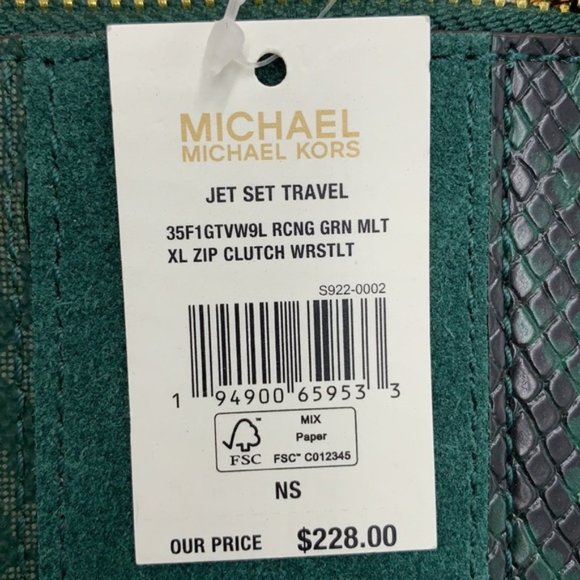 MICHAEL
MICHAEL KORS
JET SET TRAVEL
35F1GTVW9L RCNG GRN MLT
XL ZIP CLUTCH WRSTLT
S922-0002
1 94900 65953 3
FSC™
MIX
Paper
FSC™ C012345
NS
OUR PRICE $228.00